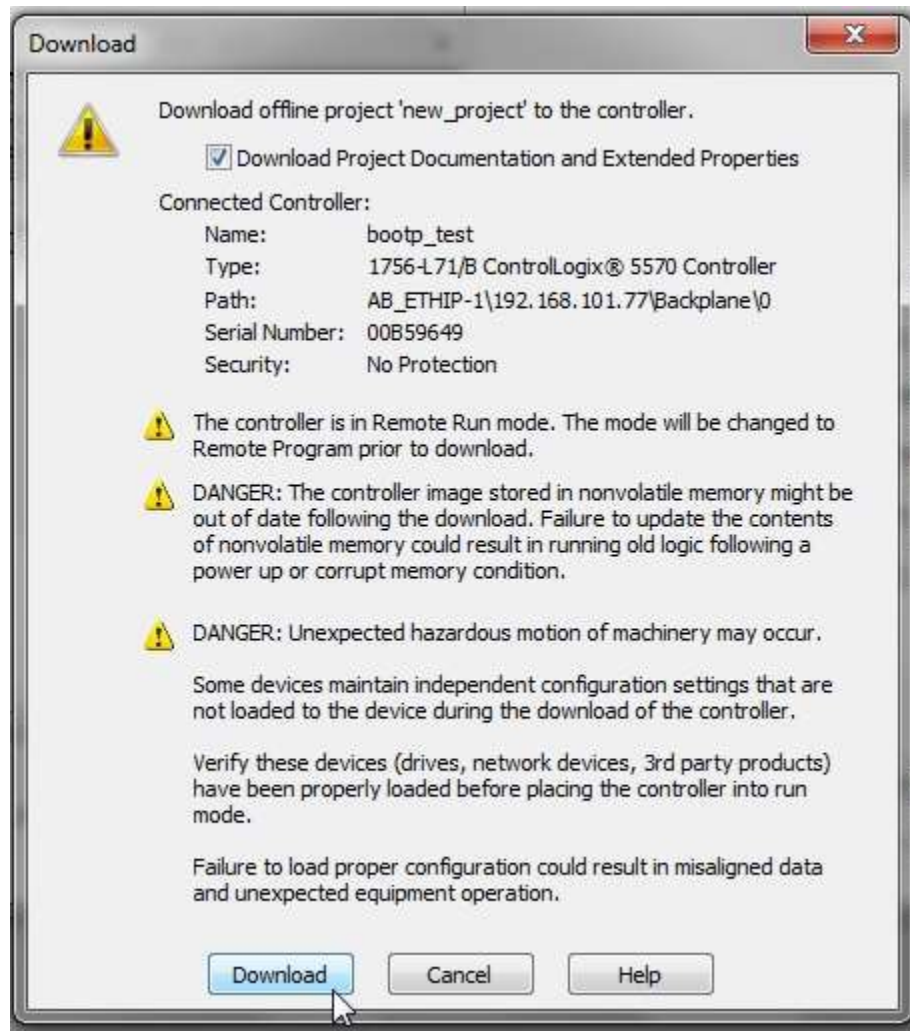 Download
Download offline project 'new_project' to the controller.
Download Project Documentation and Extended Properties
Connected Controller:
Name: bootp_test
Type: 1756-L71/B ControlLogix® 5570 Controller
Path: AB_ETHIP-1\192.168.101.77\Backplane\0
Serial Number: 00B59649
Security: No Protection
The controller is in Remote Run mode. The mode will be changed to
Remote Program prior to download.
DANGER: The controller image stored in nonvolatile memory might be
out of date following the download. Failure to update the contents
of nonvolatile memory could result in running old logic following a
power up or corrupt memory condition.
DANGER: Unexpected hazardous motion of machinery may occur.
Some devices maintain independent configuration settings that are
not loaded to the device during the download of the controller.
Verify these devices (drives, network devices, 3rd party products)
have been properly loaded before placing the controller into run
mode.
Failure to load proper configuration could result in misaligned data
and unexpected equipment operation.
Download Cancel Help